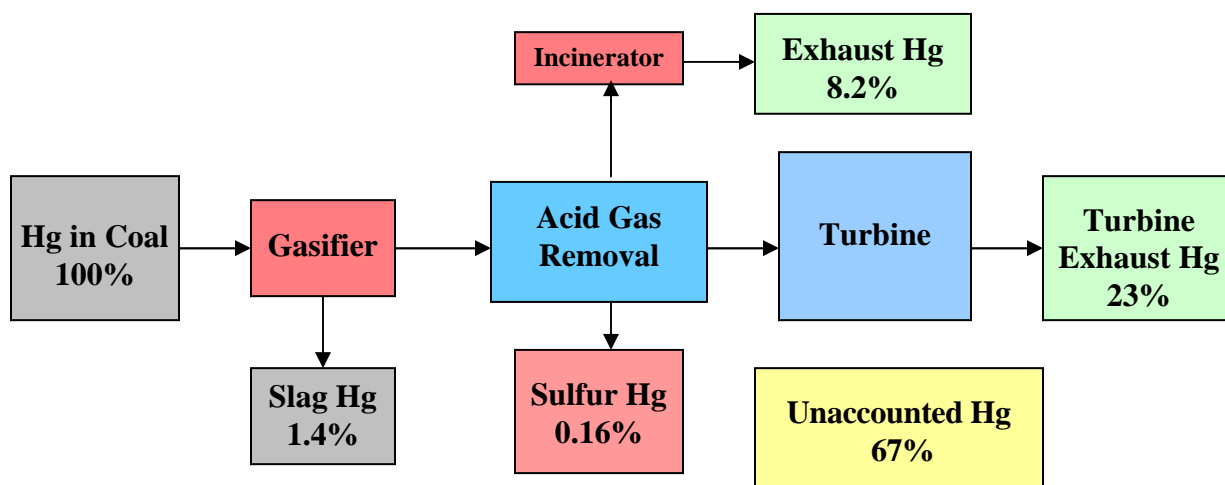 Incinerator
Exhaust Hg
8.2%
Hg in Coal
100%
Gasifier
Acid Gas
Removal
Turbine
Turbine
Exhaust Hg
23%
Slag Hg
1.4%
Sulfur Hg
0.16%
Unaccounted Hg
67%